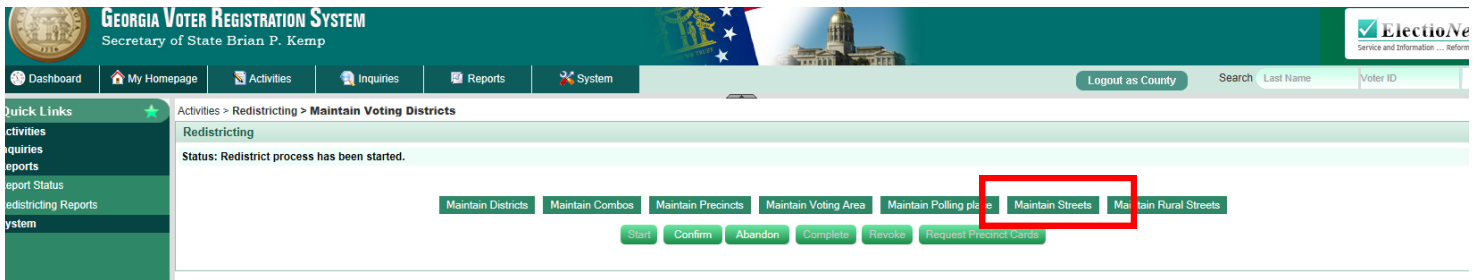 GEORGIA VOTER REGISTRATION SYSTEM
Secretary of State Brian P. Kemp
1776
ElectioNe
Service and Information .... Reform
Dashboard My Homepage Activities Inquiries Reports System
Logout as County Search Last Name Voter ID
Quick Links
ctivities
nquiries
eports
eport Status
edistricting Reports
ystem
Activities > Redistricting > Maintain Voting Districts
Redistricting
Status: Redistrict process has been started.
Maintain Districts Maintain Combos Maintain Precincts Maintain Voting Area Maintain Polling place Maintain Streets Maintain Rural Streets
Start Confirm Abandon Complete Revoke Request Precinct Cards